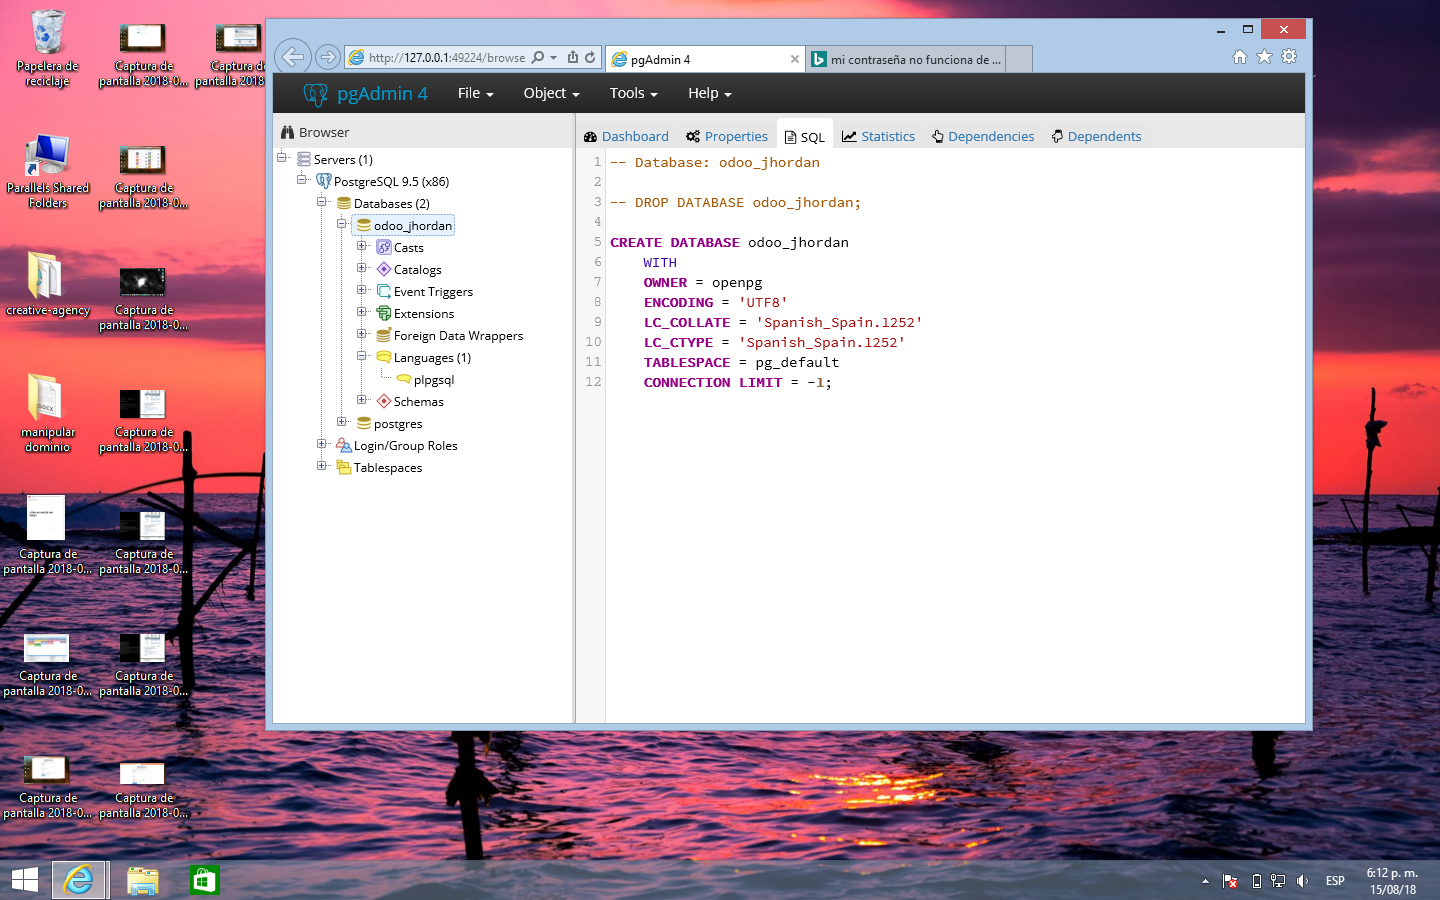 Papelera de
reciclaje
Captura de
pantalla 2018-0...
Captura de
pantalla 2018
Parallels Shared
Folders
Captura de
pantalla 2018-0...
creative-agency
Captura de
pantalla 2018-0...
DOCX
manipular
dominio
Captura de
pantalla 2018-0...
Captura de
pantalla 2018-0...
Captura de
pantalla 2018-0...
Captura de
pantalla 2018-0...
Captura de
pantalla 2018-0...
Captura de
pantalla 2018-0...
Captura de
pantalla 2018-0...
http://127.0.0.1:49224/browse
pgAdmin 4
mi contraseña no funciona de ...
pgAdmin 4
File
Object
Tools
Help
Browser
Servers (1)
PostgreSQL 9.5 (x86)
Databases (2)
odoo_jhordan
Casts
Catalogs
Event Triggers
Extensions
Foreign Data Wrappers
Languages (1)
plpgsql
Schemas
postgres
Login/Group Roles
Tablespaces
Dashboard
Properties
SQL
Statistics
Dependencies
Dependents
1 -- Database: odoo_jhordan
2
3 -- DROP DATABASE odoo_jhordan;
4
5 CREATE DATABASE odoo_jhordan
6 WITH
7 OWNER = openpg
8 ENCODING = 'UTF8'
9 LC_COLLATE = 'Spanish_Spain.1252'
10 LC_CTYPE = 'Spanish_Spain.1252'
11 TABLESPACE = pg_default
12 CONNECTION LIMIT = -1;
ESP
6:12 p. m.
15/08/18